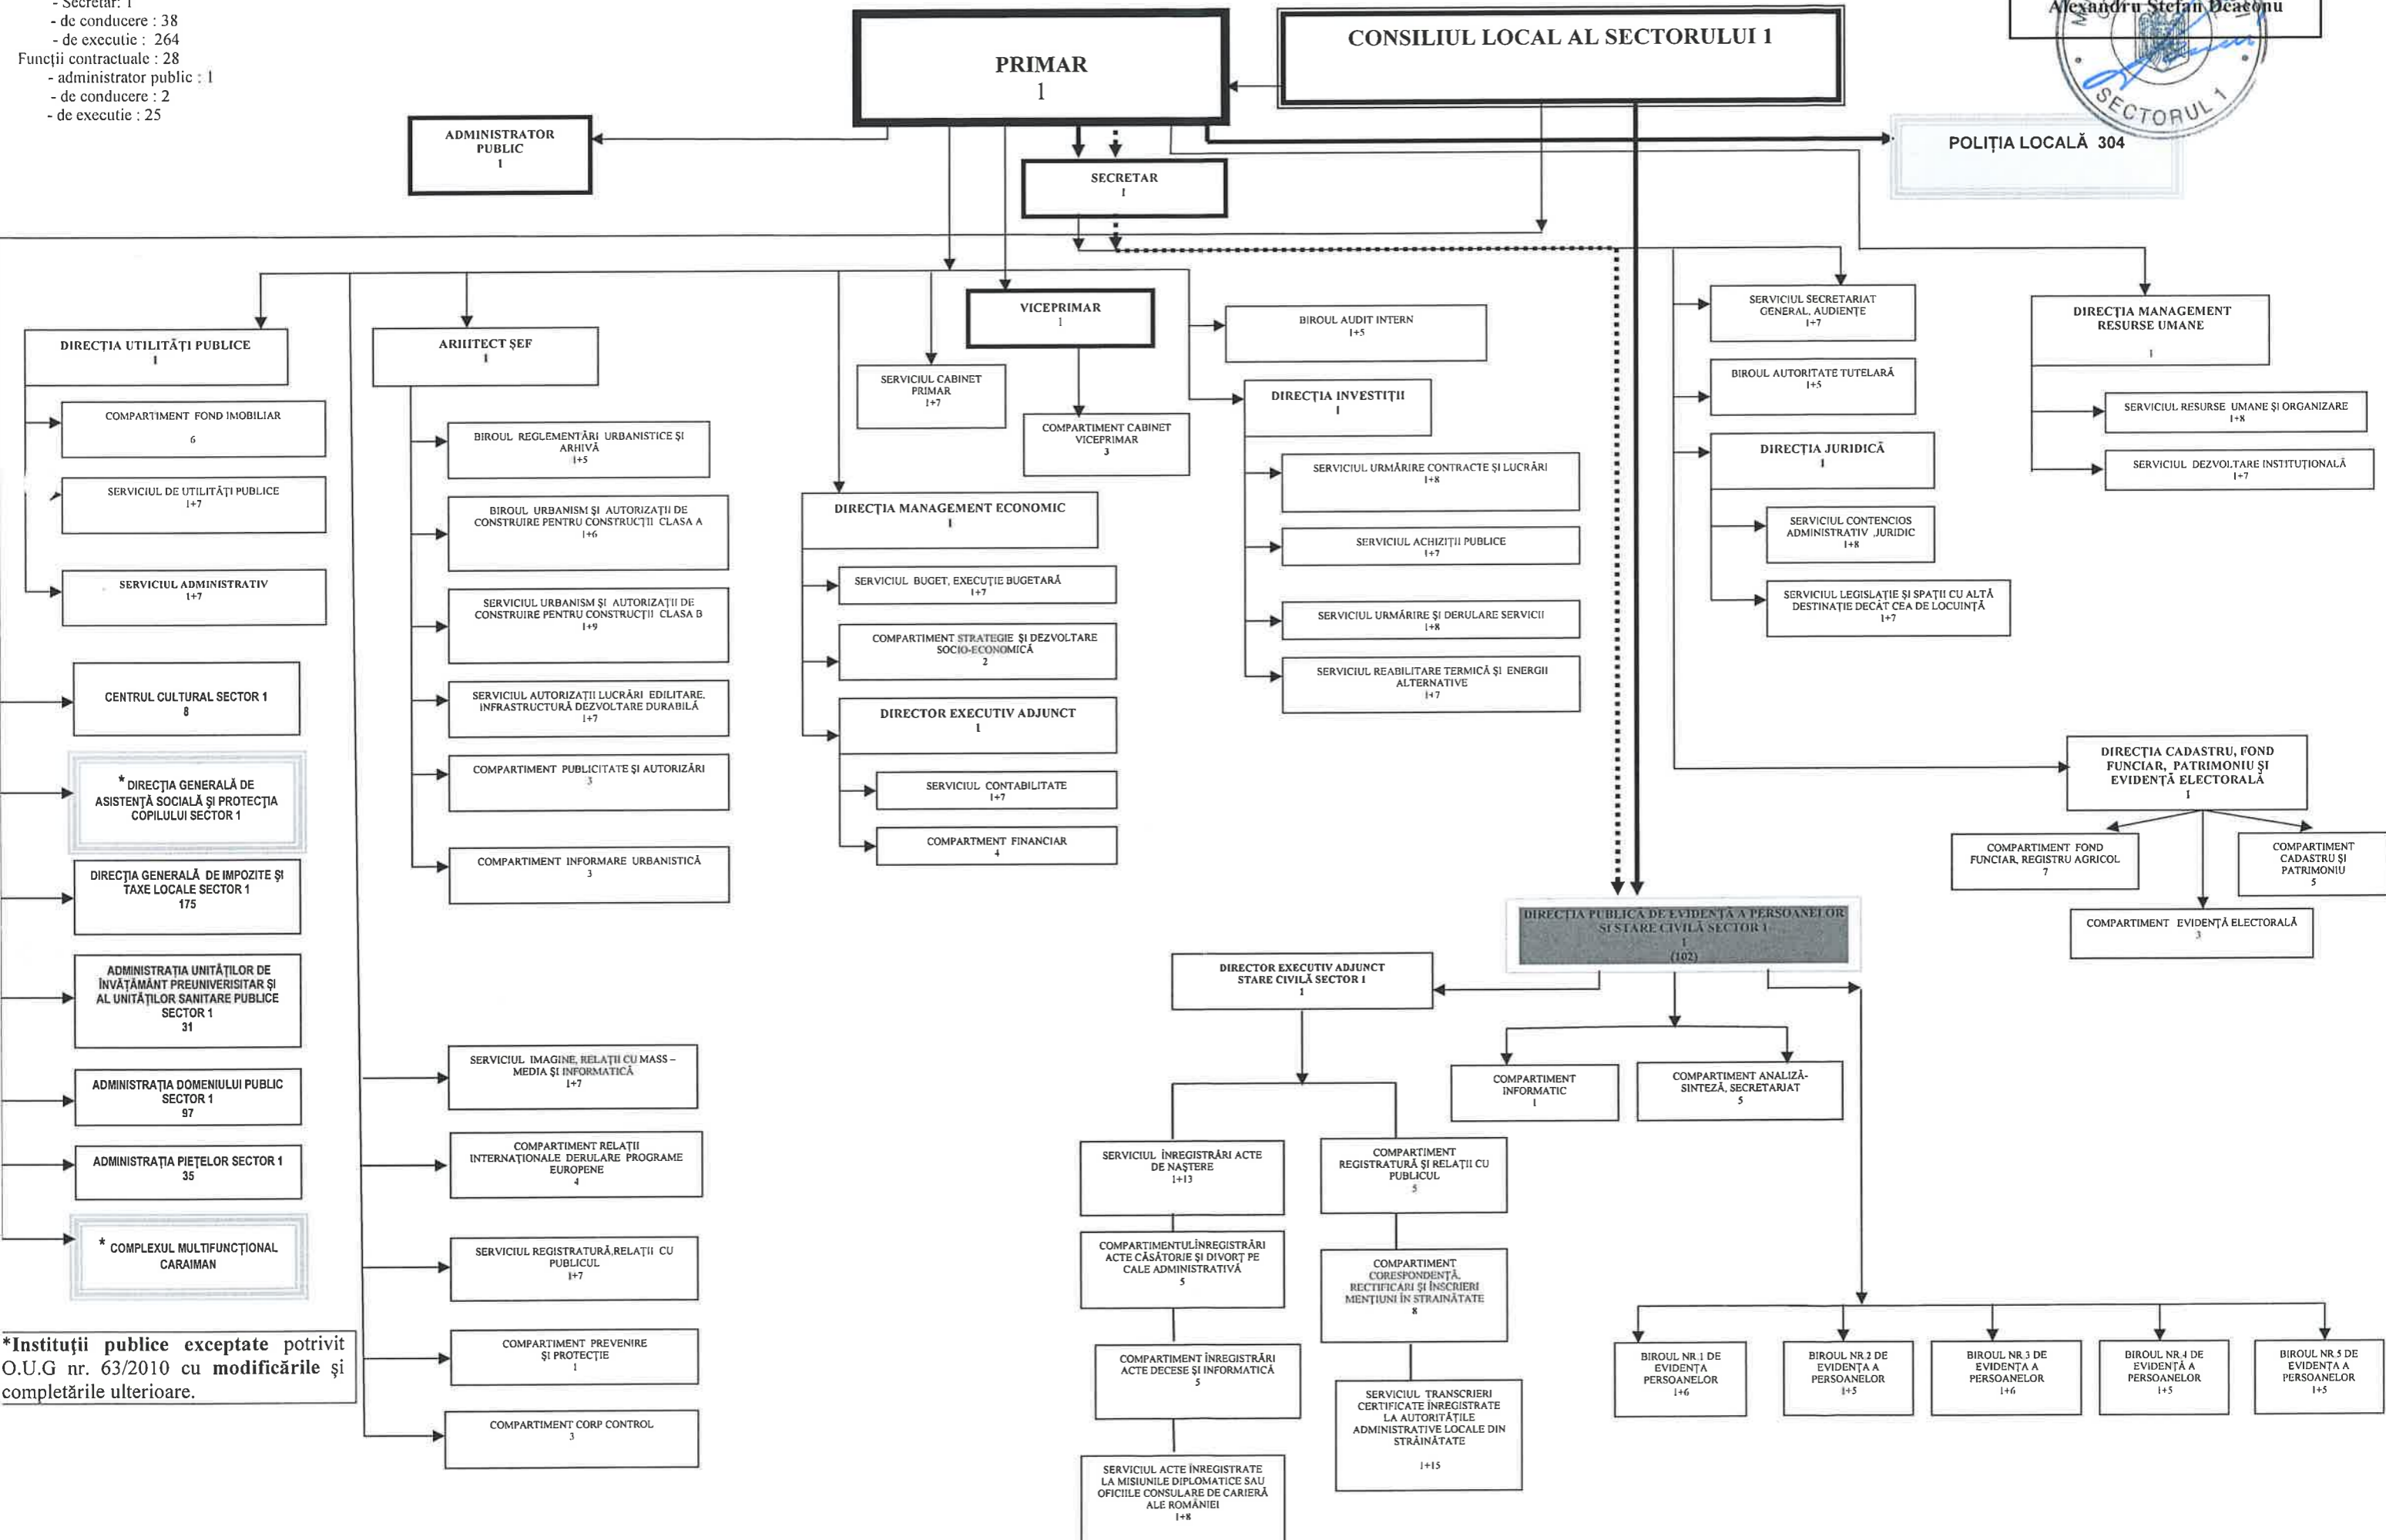 - Secretar: 1
- de conducere : 38
- de executie : 264
Funcții contractuale : 28
- administrator public : 1
- de conducere : 2
- de executie : 25
PRIMAR
1
CONSILIUL LOCAL AL SECTORULUI 1
Alexandru Ștefan Deaconu
SECTORUL 1
ADMINISTRATOR
PUBLIC
1
SECRETAR
1
POLIȚIA LOCALĂ 304
DIRECȚIA UTILITĂȚI PUBLICE
1
COMPARTIMENT FOND IMOBILIAR
6
SERVICIUL DE UTILITĂȚI PUBLICE
1+7
SERVICIUL ADMINISTRATIV
1+7
CENTRUL CULTURAL SECTOR 1
8
* DIRECȚIA GENERALĂ DE
ASISTENȚĂ SOCIALĂ ȘI PROTECȚIA
COPILULUI SECTOR 1
DIRECȚIA GENERALĂ DE IMPOZITE ȘI
TAXE LOCALE SECTOR 1
175
ADMINISTRAȚIA UNITĂȚILOR DE
ÎNVĂȚĂMÂNT PREUNIVERISITAR ȘI
AL UNITĂȚILOR SANITARE PUBLICE
SECTOR 1
31
ADMINISTRAȚIA DOMENIULUI PUBLIC
SECTOR 1
97
ADMINISTRAȚIA PIEȚELOR SECTOR 1
35
* COMPLEXUL MULTIFUNCȚIONAL
CARAIMAN
*Instituții publice exceptate potrivit
O.U.G nr. 63/2010 cu modificările și
completările ulterioare.
ARHITECT ȘEF
1
BIROUL REGLEMENTĂRI URBANISTICE ȘI
ARHIVĂ
1+5
BIROUL URBANISM ȘI AUTORIZAȚII DE
CONSTRUIRE PENTRU CONSTRUCȚII CLASA A
1+6
SERVICIUL URBANISM ȘI AUTORIZAȚII DE
CONSTRUIRE PENTRU CONSTRUCȚII CLASA B
1+9
SERVICIUL AUTORIZAȚII LUCRĂRI EDILITARE,
INFRASTRUCTURĂ DEZVOLTARE DURABILĂ
1+7
COMPARTIMENT PUBLICITATE ȘI AUTORIZĂRI
3
COMPARTIMENT INFORMARE URBANISTICĂ
3
SERVICIUL IMAGINE, RELAȚII CU MASS –
MEDIA ȘI INFORMATICĂ
1+7
COMPARTIMENT RELAȚII
INTERNAȚIONALE DERULARE PROGRAME
EUROPENE
4
SERVICIUL REGISTRATURĂ,RELAȚII CU
PUBLICUL
1+7
COMPARTIMENT PREVENIRE
ȘI PROTECȚIE
1
COMPARTIMENT CORP CONTROL
3
VICEPRIMAR
1
SERVICIUL CABINET
PRIMAR
1+7
COMPARTIMENT CABINET
VICEPRIMAR
3
DIRECȚIA MANAGEMENT ECONOMIC
1
SERVICIUL BUGET, EXECUȚIE BUGETARĂ
1+7
COMPARTIMENT STRATEGIE ȘI DEZVOLTARE
SOCIO-ECONOMICĂ
2
DIRECTOR EXECUTIV ADJUNCT
1
SERVICIUL CONTABILITATE
1+7
COMPARTMENT FINANCIAR
4
BIROUL AUDIT INTERN
1+5
DIRECȚIA INVESTIȚII
1
SERVICIUL URMĂRIRE CONTRACTE ȘI LUCRĂRI
1+8
SERVICIUL ACHIZIȚII PUBLICE
1+7
SERVICIUL URMĂRIRE ȘI DERULARE SERVICII
1+8
SERVICIUL REABILITARE TERMICĂ ȘI ENERGII
ALTERNATIVE
1+7
SERVICIU SECRETARIAT
GENERAL, AUDIENȚE
1+7
BIROUL AUTORITATE TUTELARĂ
1+5
DIRECȚIA JURIDICĂ
1
SERVICIUL CONTENCIOS
ADMINISTRATIV ,JURIDIC
1+8
SERVICIUL LEGISLAȚIE ȘI SPAȚII CU ALTĂ
DESTINAȚIE DECÂT CEA DE LOCUINȚĂ
1+7
DIRECȚIA MANAGEMENT
RESURSE UMANE
1
SERVICIUL RESURSE UMANE ȘI ORGANIZARE
1+8
SERVICIUL DEZVOLTARE INSTITUȚIONALĂ
1+7
DIRECȚIA CADASTRU, FOND
FUNCIAR, PATRIMONIU ȘI
EVIDENȚĂ ELECTORALĂ
1
COMPARTIMENT FOND
FUNCIAR, REGISTRU AGRICOL
7
COMPARTIMENT
CADASTRU ȘI
PATRIMONIU
5
COMPARTIMENT EVIDENȚĂ ELECTORALĂ
3
DIRECȚIA PUBLICĂ DE EVIDENȚĂ A PERSOANELOR
ȘI STARE CIVILĂ SECTOR 1
1
(102)
DIRECTOR EXECUTIV ADJUNCT
STARE CIVILĂ SECTOR 1
1
COMPARTIMENT
INFORMATIC
1
COMPARTIMENT ANALIZĂ-
SINTEZĂ, SECRETARIAT
5
SERVICIUL ÎNREGISTRĂRI ACTE
DE NAȘTERE
1+13
COMPARTIMENT
REGISTRATURĂ ȘI RELAȚII CU
PUBLICUL
5
COMPARTIMENTULÎNREGISTRĂRI
ACTE CĂSĂTORIE ȘI DIVORȚ PE
CALE ADMINISTRATIVĂ
5
COMPARTIMENT
CORESPONDENȚĂ,
RECTIFICĂRI ȘI ÎNSCRIERI
MENȚIUNI ÎN STRAINĂTATE
8
COMPARTIMENT ÎNREGISTRĂRI
ACTE DECESE ȘI INFORMATICĂ
5
SERVICIUL TRANSCRIERI
CERTIFICATE ÎNREGISTRATE
LA AUTORITĂȚILE
ADMINISTRATIVE LOCALE DIN
STRĂINĂTATE
1+15
SERVICIUL ACTE ÎNREGISTRATE
LA MISIUNILE DIPLOMATICE SAU
OFICIILE CONSULARE DE CARIERĂ
ALE ROMÂNIEI
1+8
BIROUL NR.1 DE
EVIDENȚA
PERSOANELOR
1+6
BIROUL NR.2 DE
EVIDENȚA A
PERSOANELOR
1+5
BIROUL NR.3 DE
EVIDENȚA A
PERSOANELOR
1+6
BIROUL NR.4 DE
EVIDENȚĂ A
PERSOANELOR
1+5
BIROUL NR.5 DE
EVIDENȚA A
PERSOANELOR
1+5